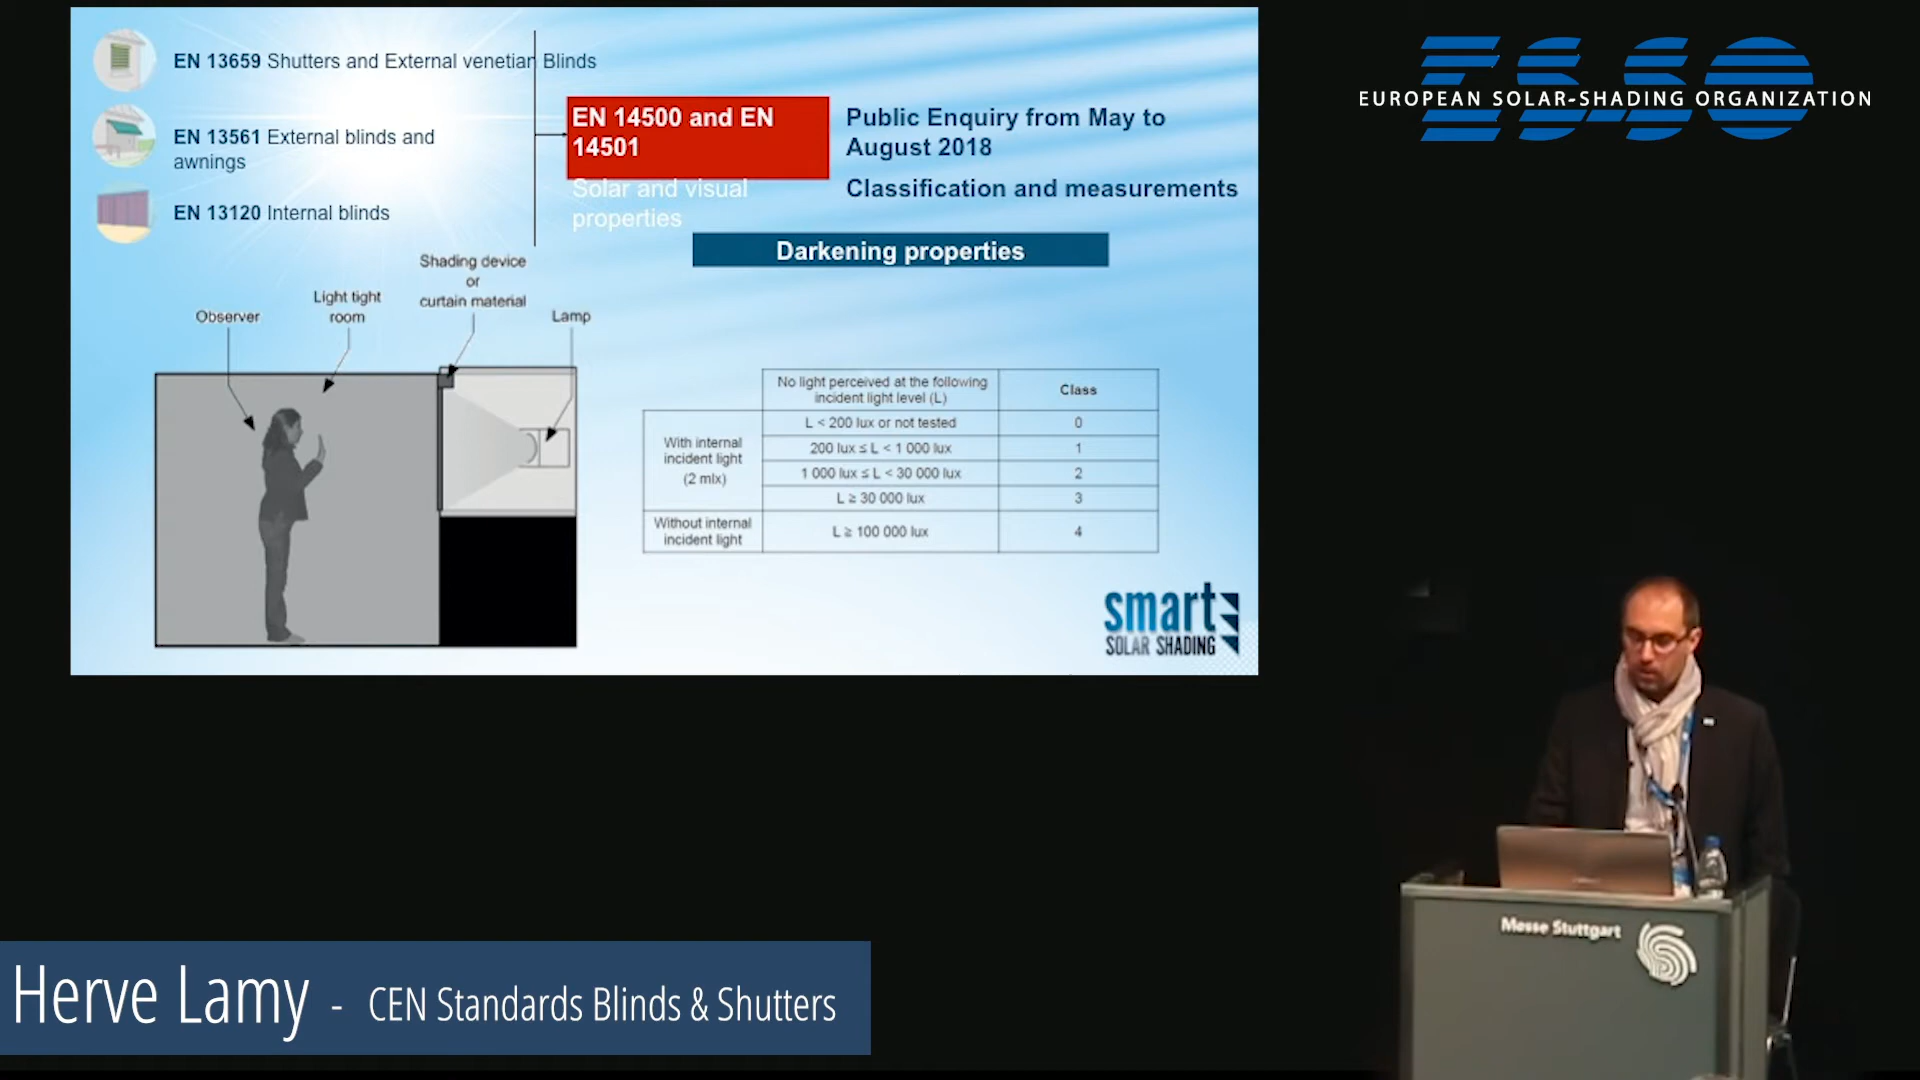 EN 13659 Shutters and External venetian Blinds
EN 13561 External blinds and
awnings
EN 13120 Internal blinds
EN 14500 and EN
14501
Solar and visual
properties
Public Enquiry from May to
August 2018
Classification and measurements
Darkening properties
Observer
Light tight
room
Shading device
or
curtain material
Lamp
No light perceived at the following
incident light level (L)
Class
With internal
incident light
(2 mlx)
L < 200 lux or not tested
0
200 lux ≤ L < 1 000 lux
1
1 000 lux ≤ L < 30 000 lux
2
L ≥ 30 000 lux
3
Without internal
incident light
L ≥ 100 000 lux
4
smart
SOLAR SHADING
ESSO
EUROPEAN SOLAR-SHADING ORGANIZATION
Messe Stuttgart
Herve Lamy - CEN Standards Blinds & Shutters